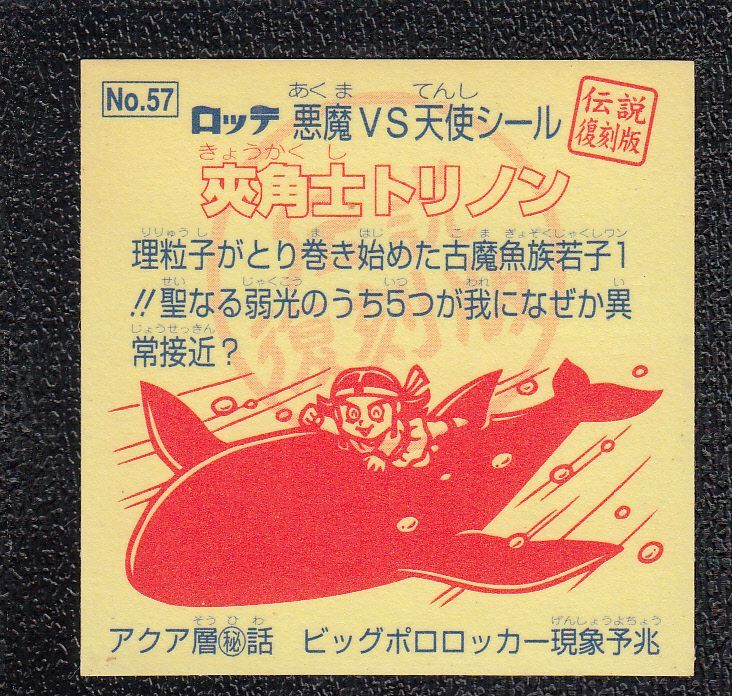 No.57
ロッテ 悪魔VS天使シール
あくま てんし
伝説
復刻版
きょうかくし
夾角士トリノン
りりゅうし ま はじ こま ぎょぞくじゃくしワン
理粒子がとり巻き始めた古魔魚族若子1
せい じゃくこう いつ われ い
!!聖なる弱光のうち5つが我になぜか異
じょうせっきん
常接近?
そう ひ わ げんしょうよちょう
アクア層㊙話 ビッグポロロッカー現象予兆